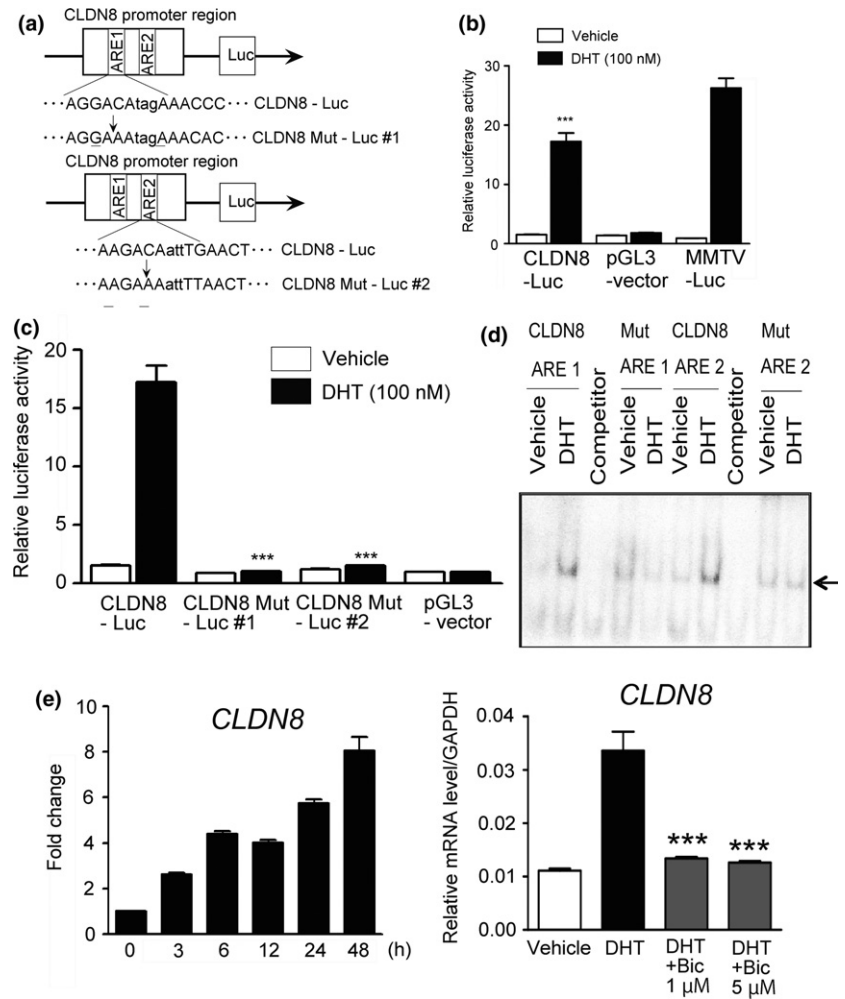 (a)
CLDN8 promoter region
ARE1
ARE2
Luc
···AGGACAtagAAACCC··· CLDN8 - Luc
···AGGAAAtagAAACAC··· CLDN8 Mut - Luc #1
CLDN8 promoter region
ARE1
ARE2
Luc
···AAGACAattTGAACT··· CLDN8 - Luc
···AAGAAAattTTAACT··· CLDN8 Mut - Luc #2
(b)
Vehicle
DHT (100 nM)
Relative luciferase activity
30
20
10
0
***
CLDN8 pGL3 MMTV
-Luc -vector -Luc
(c)
Vehicle
DHT (100 nM)
Relative luciferase activity
20
15
10
5
0
*** ***
CLDN8 CLDN8 Mut CLDN8 Mut pGL3
- Luc - Luc #1 - Luc #2 - vector
(d)
CLDN8 Mut CLDN8 Mut
ARE 1 ARE 1 ARE 2 ARE 2
Vehicle
DHT
Competitor
Vehicle
DHT
Vehicle
DHT
Competitor
Vehicle
DHT
(e)
CLDN8
Fold change
10
8
6
4
2
0
0 3 6 12 24 48 (h)
CLDN8
Relative mRNA level/GAPDH
0.04
0.03
0.02
0.01
0.00
*** ***
Vehicle DHT DHT DHT
+Bic +Bic
1 µM 5 µM